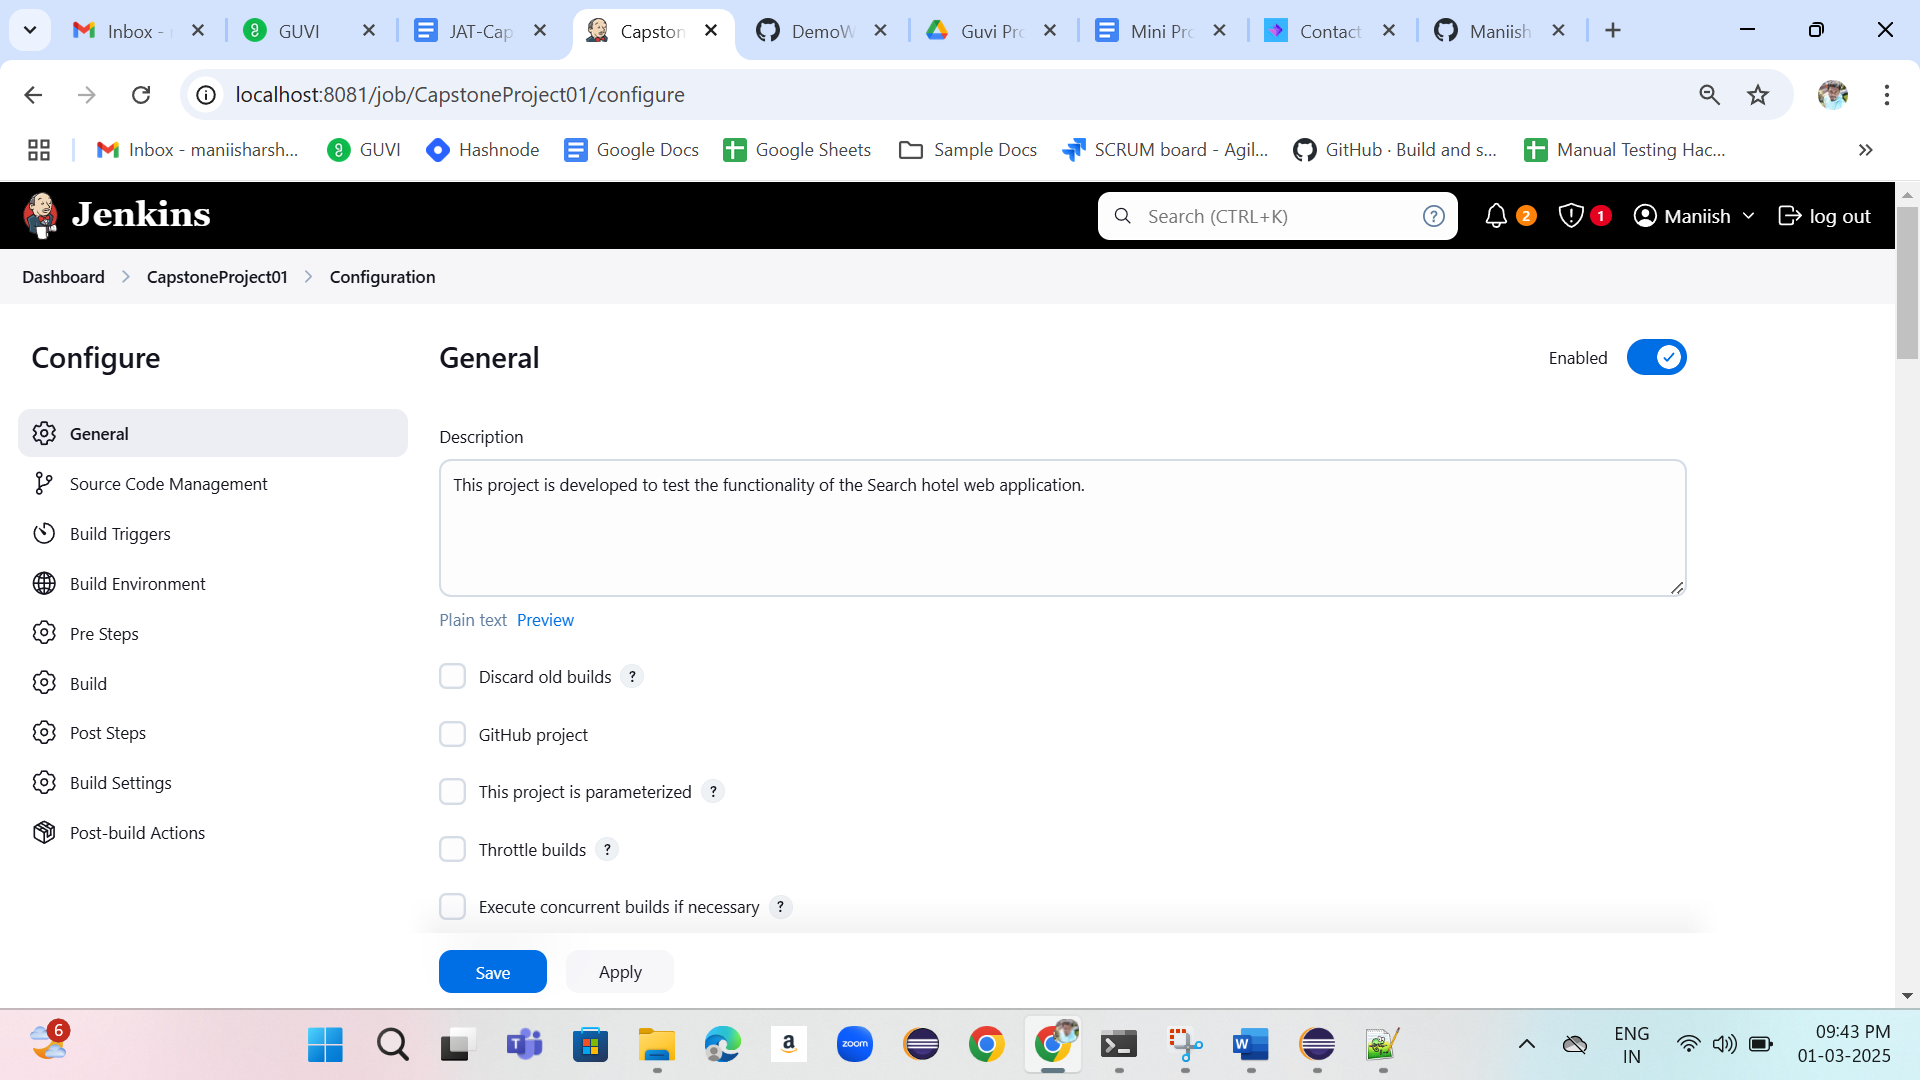 Inbox -
GUVI
JAT-Cap
Capston
DemoW
Guvi Pro
Mini Pro
Contact
Maniish
localhost:8081/job/CapstoneProject01/configure
Inbox - maniisharsh...
GUVI
Hashnode
Google Docs
Google Sheets
Sample Docs
SCRUM board - Agil...
GitHub · Build and s...
Manual Testing Hac...
Jenkins
Search (CTRL+K)
?
2
1
Maniish
log out
Dashboard
CapstoneProject01
Configuration
Configure
General
Source Code Management
Build Triggers
Build Environment
Pre Steps
Build
Post Steps
Build Settings
Post-build Actions
General
Enabled
Description
This project is developed to test the functionality of the Search hotel web application.
Plain text Preview
Discard old builds ?
GitHub project
This project is parameterized ?
Throttle builds ?
Execute concurrent builds if necessary ?
Save
Apply
6
zoom
ENG
IN
09:43 PM
01-03-2025